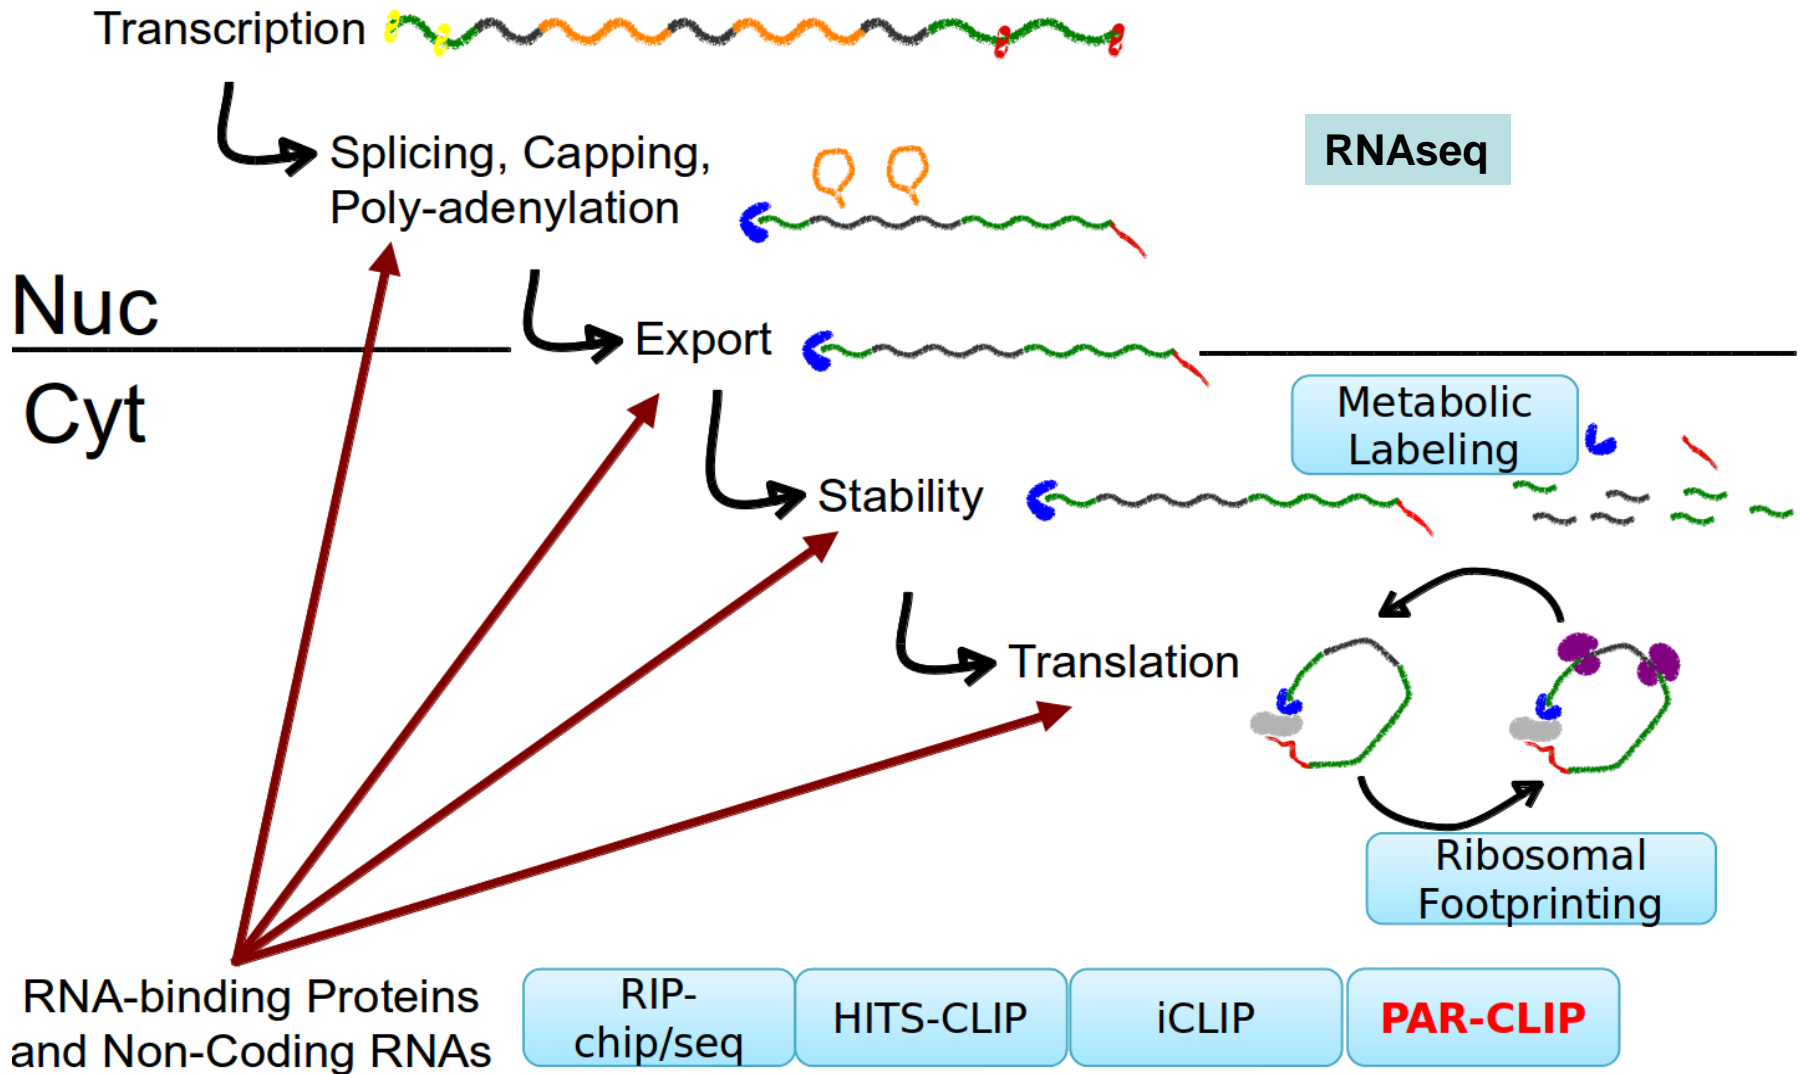 Transcription
Splicing, Capping,
Poly-adenylation
RNAseq
Nuc
Export
Cyt
Metabolic
Labeling
Stability
Translation
Ribosomal
Footprinting
RNA-binding Proteins
and Non-Coding RNAs
RIP-
chip/seq
HITS-CLIP
iCLIP
PAR-CLIP